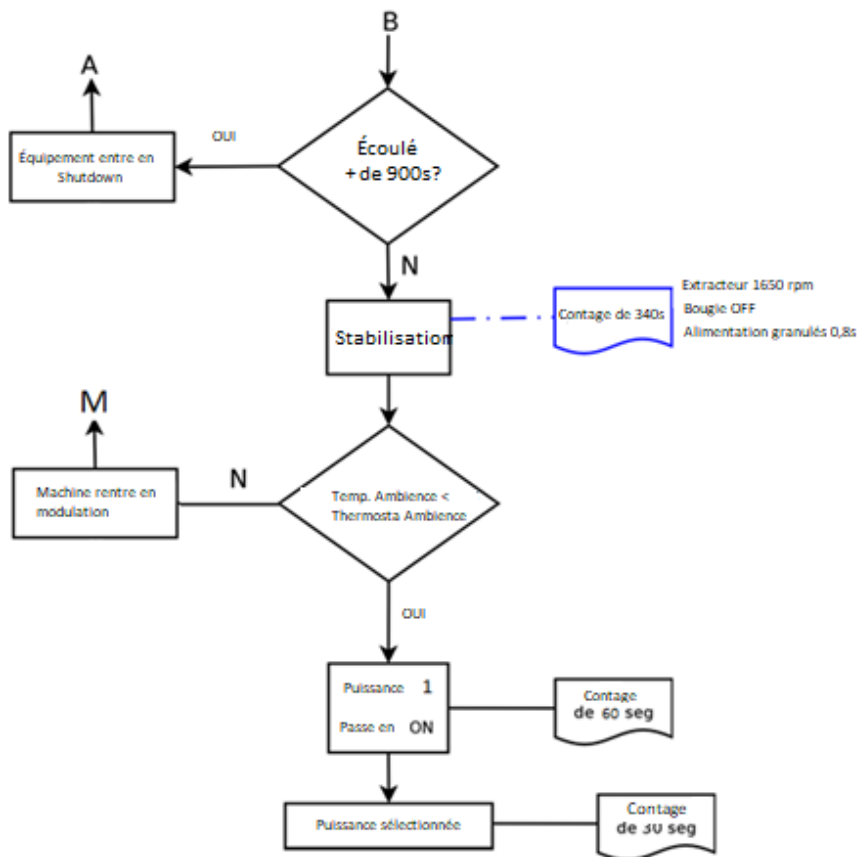 B
A
OUI
Écoulé
+ de 900s?
Équipement entre en
Shutdown
N
Extracteur 1650 rpm
Contage de 340s
Bougie OFF
Alimentation granulés 0,8s
Stabilisation
M
N
Machine rentre en
modulation
Temp. Ambience <
Thermosta Ambience
OUI
Puissance 1
Passe en ON
Contage
de 60 seg
Puissance sélectionnée
Contage
de 30 seg